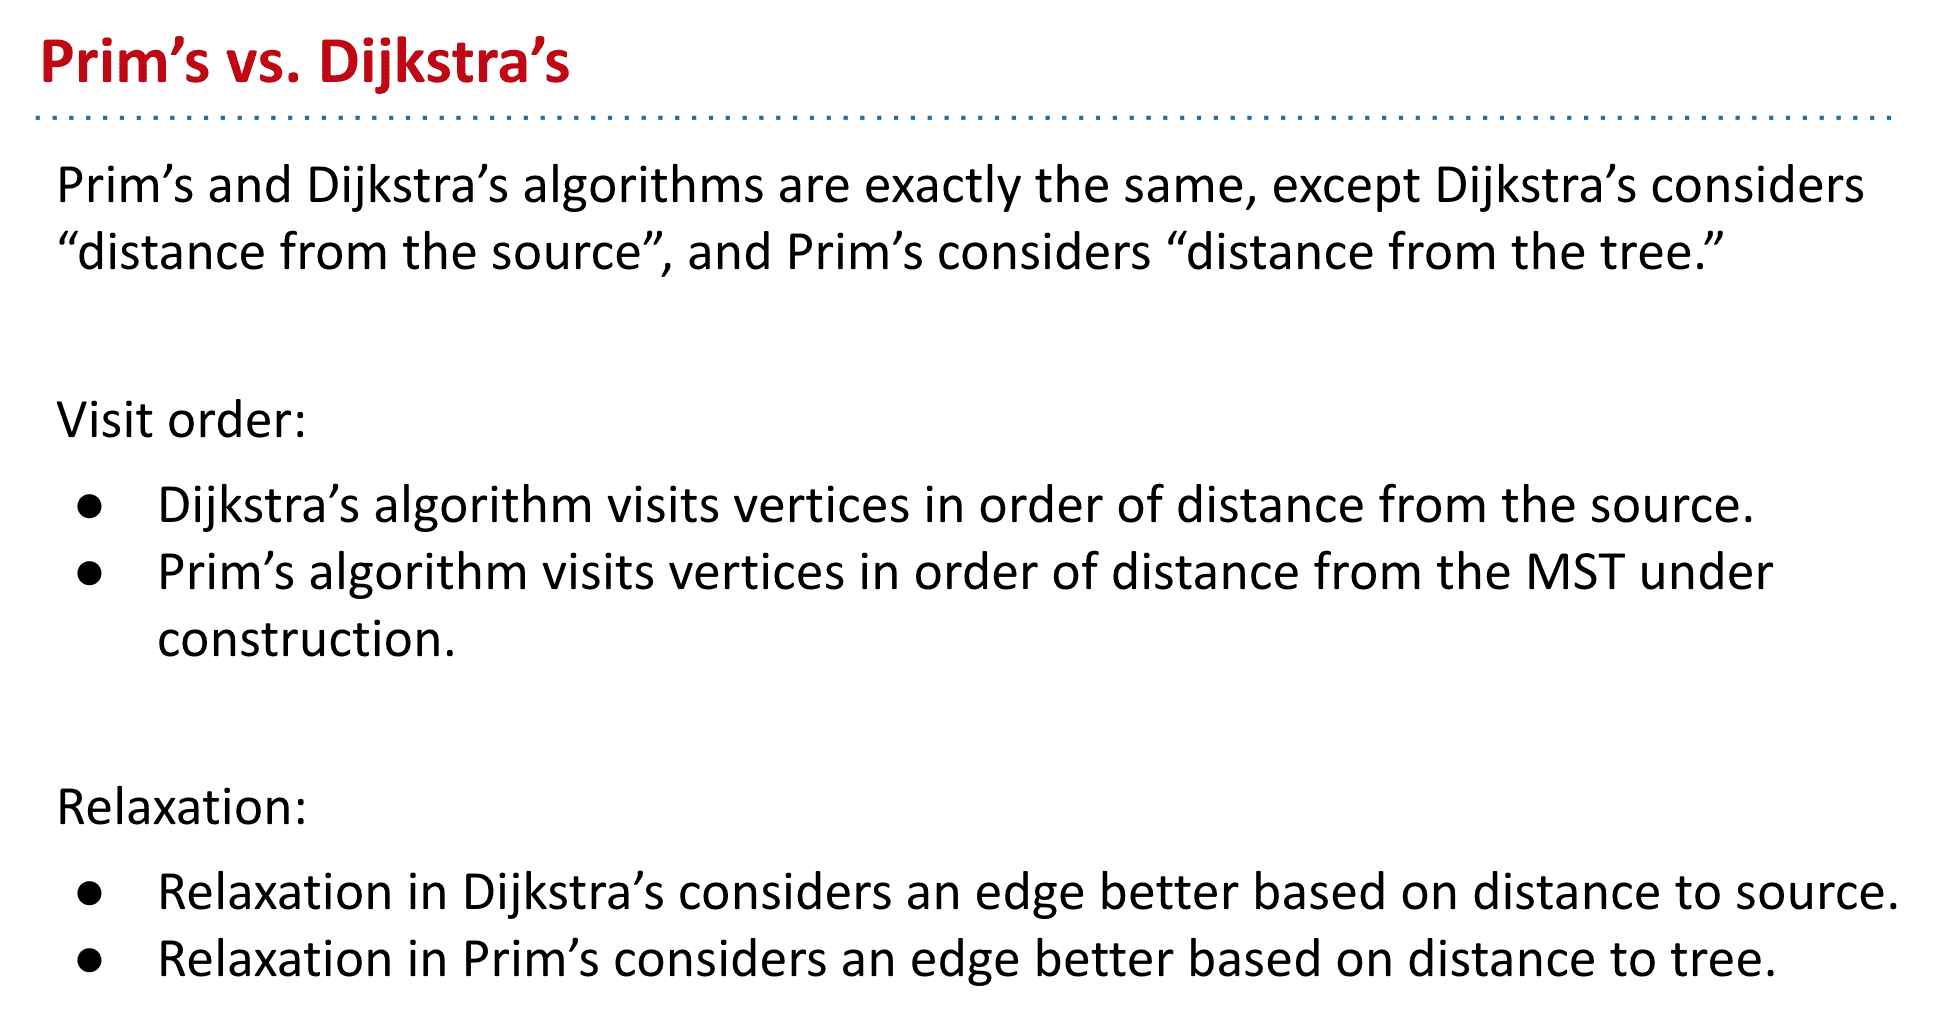 Prim’s vs. Dijkstra’s
Prim’s and Dijkstra’s algorithms are exactly the same, except Dijkstra’s considers
“distance from the source”, and Prim’s considers “distance from the tree.”
Visit order:
● Dijkstra’s algorithm visits vertices in order of distance from the source.
● Prim’s algorithm visits vertices in order of distance from the MST under
construction.
Relaxation:
● Relaxation in Dijkstra’s considers an edge better based on distance to source.
● Relaxation in Prim’s considers an edge better based on distance to tree.